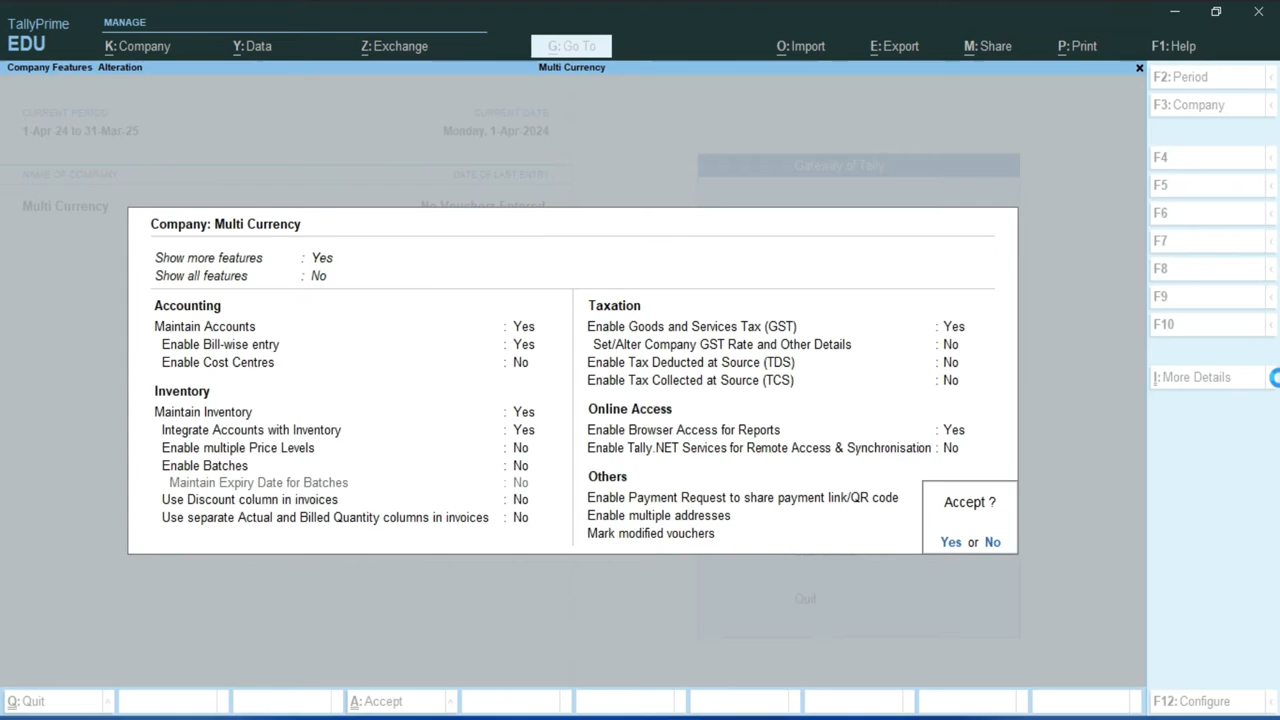 TallyPrime
EDU
MANAGE
K: Company
Y: Data
Z: Exchange
G: Go To
O: Import
E: Export
M: Share
P: Print
F1: Help
Company Features Alteration
Multi Currency
x
F2: Period
F3: Company
F4
F5
F6
F7
F8
F9
F10
I: More Details
F12: Configure
CURRENT PERIOD
CURRENT DATE
1-Apr-24 to 31-Mar-25
Monday, 1-Apr-2024
NAME OF COMPANY
DATE OF LAST ENTRY
Multi Currency
No Vouchers Entered
Gateway of Tally
Company: Multi Currency
Show more features : Yes
Show all features : No
Accounting
Maintain Accounts : Yes
Enable Bill-wise entry : Yes
Enable Cost Centres : No
Inventory
Maintain Inventory : Yes
Integrate Accounts with Inventory : Yes
Enable multiple Price Levels : No
Enable Batches : No
Maintain Expiry Date for Batches : No
Use Discount column in invoices : No
Use separate Actual and Billed Quantity columns in invoices : No
Taxation
Enable Goods and Services Tax (GST) : Yes
Set/Alter Company GST Rate and Other Details : No
Enable Tax Deducted at Source (TDS) : No
Enable Tax Collected at Source (TCS) : No
Online Access
Enable Browser Access for Reports : Yes
Enable Tally.NET Services for Remote Access & Synchronisation : No
Others
Enable Payment Request to share payment link/QR code
Enable multiple addresses
Mark modified vouchers
Accept ?
Yes or No
Quit
Q: Quit
A: Accept